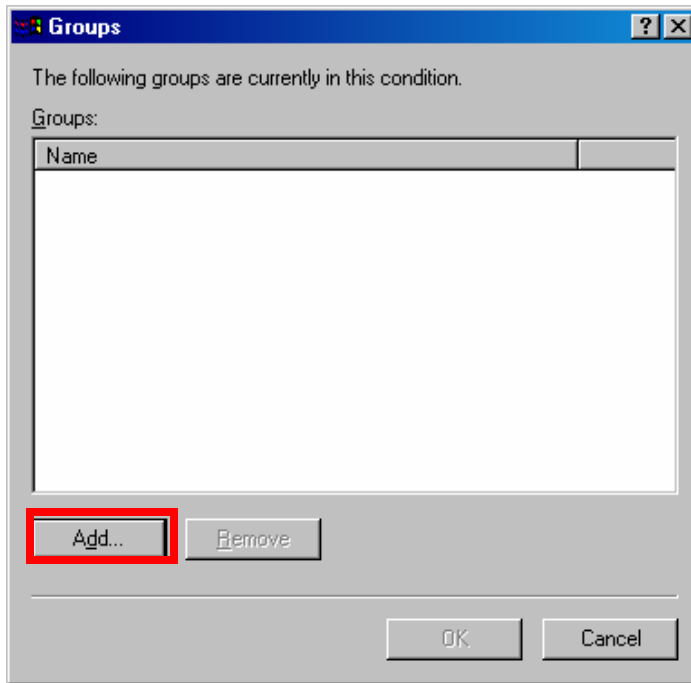 Groups
The following groups are currently in this condition.
Groups:
Name
Add...
Remove
OK
Cancel